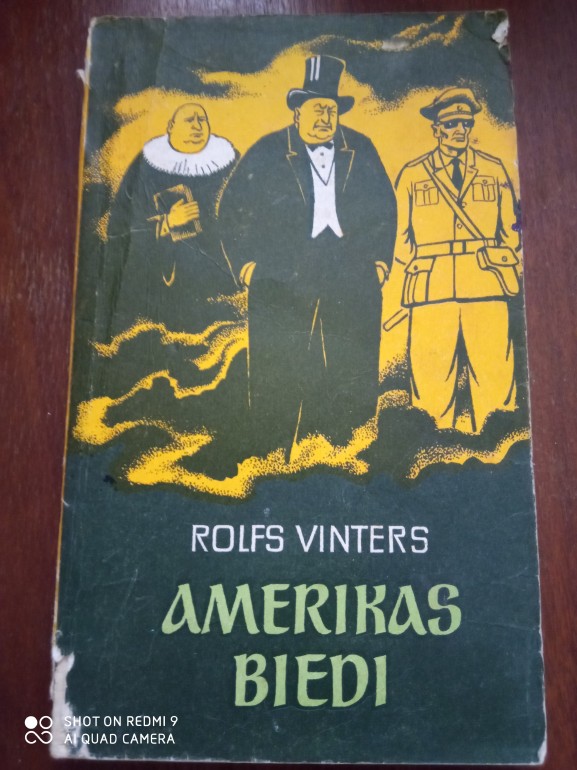 ROLFS VINTERS
AMERIKAS
BIEDI
SHOT ON REDMI 9
AI QUAD CAMERA